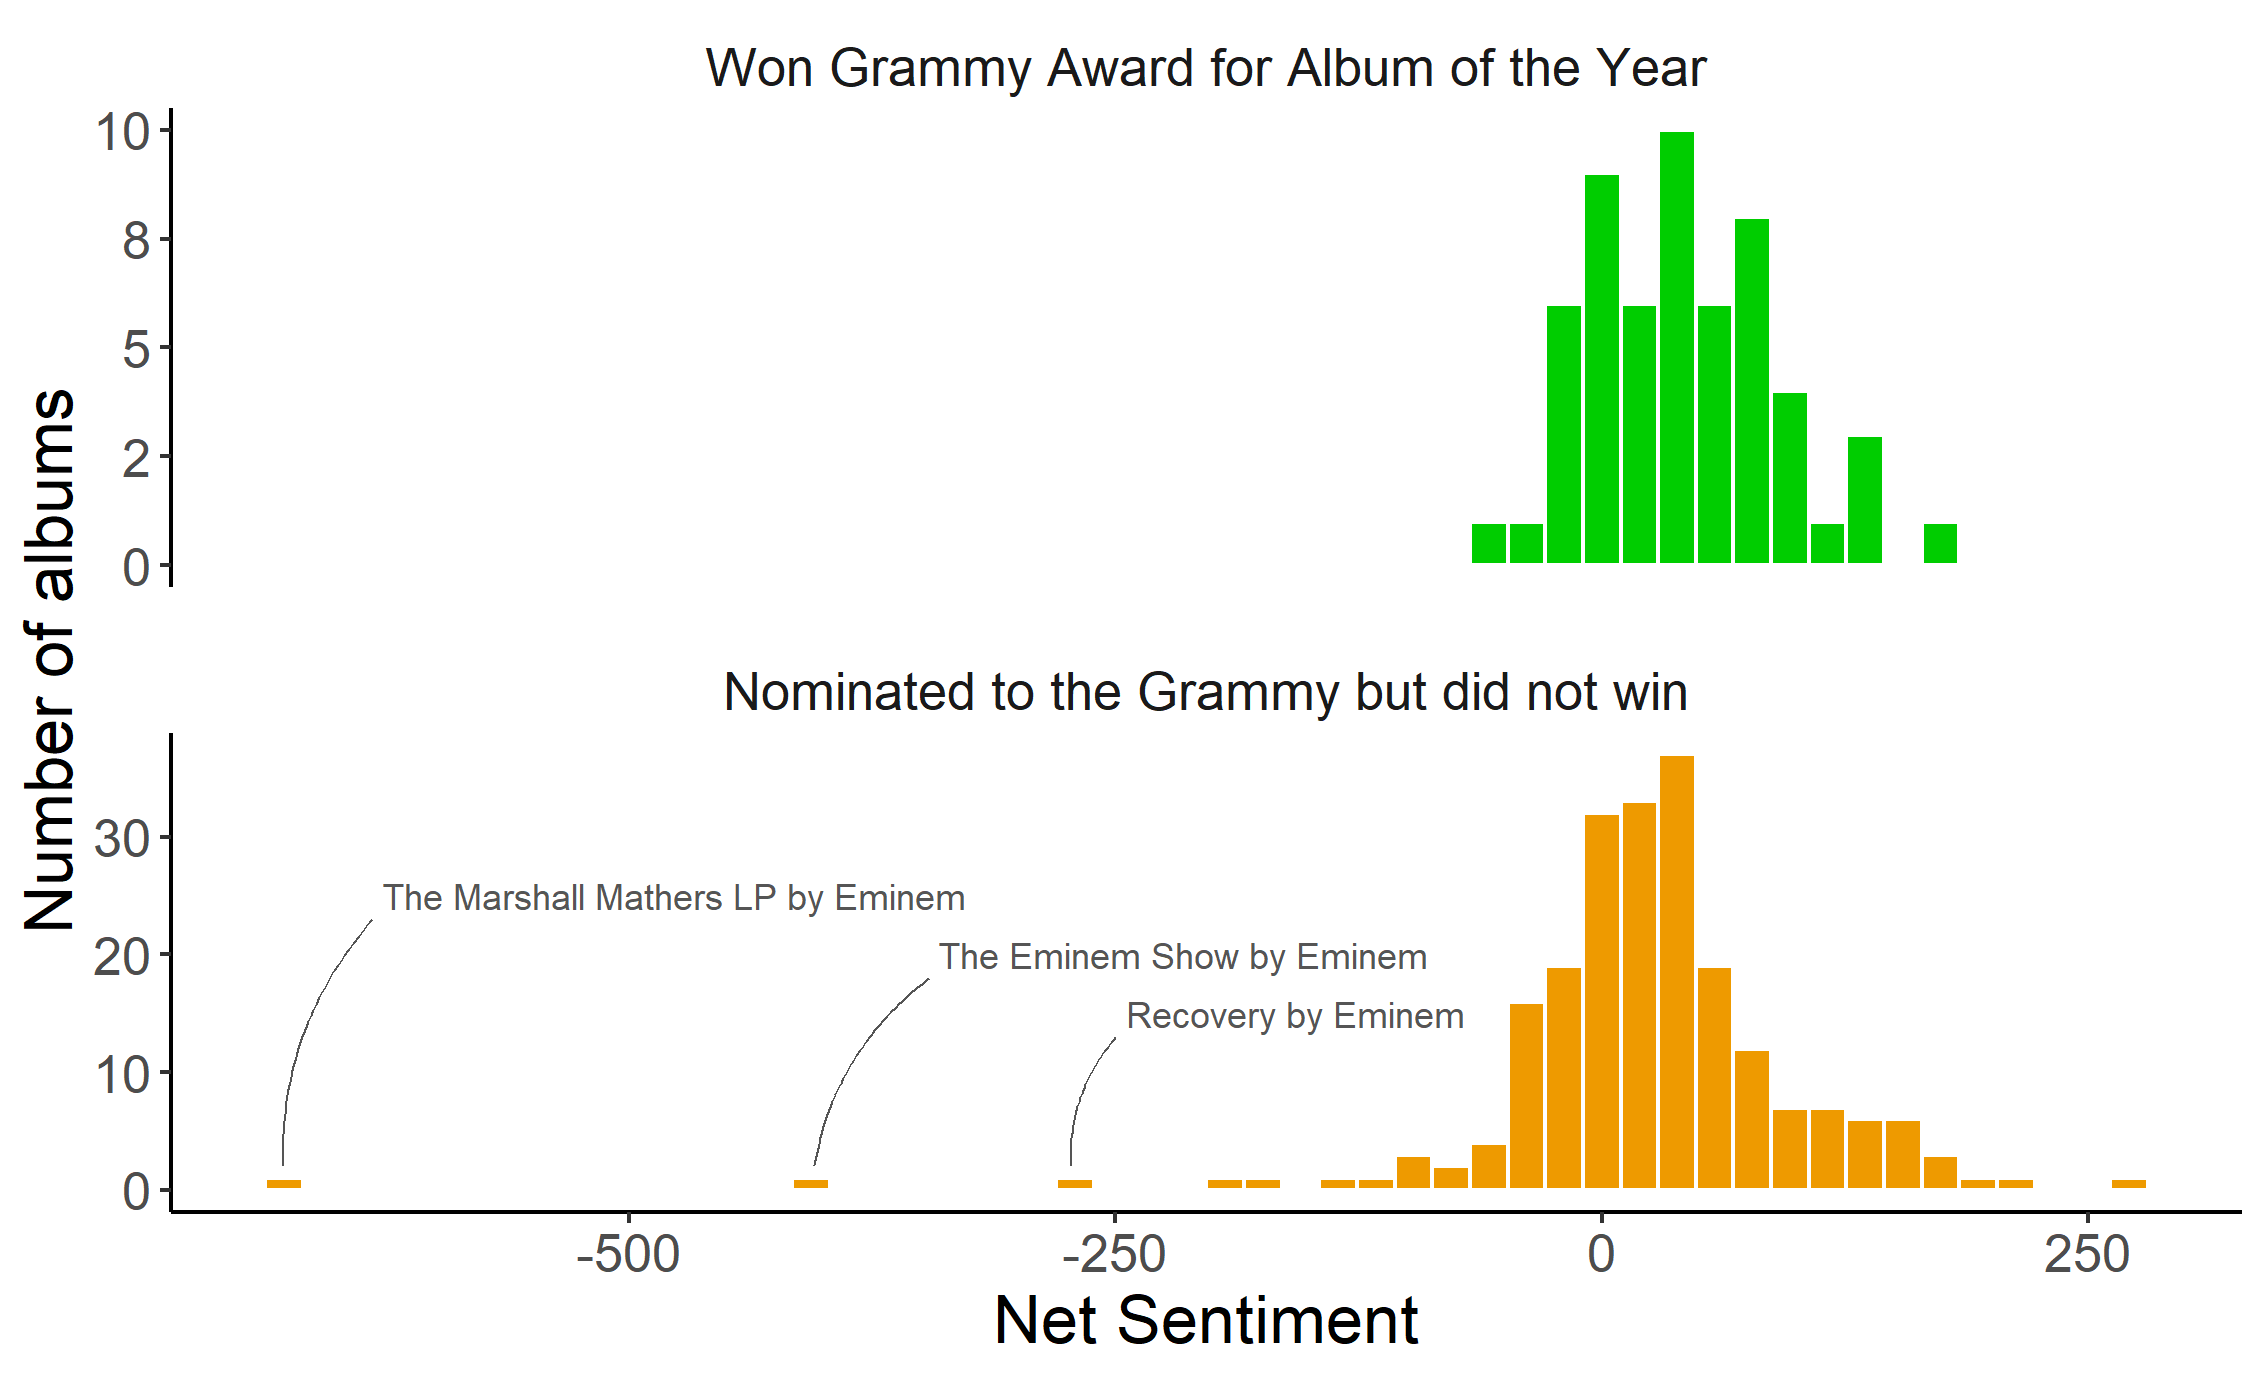 Won Grammy Award for Album of the Year
10
8
5
2
0
Number of albums
Nominated to the Grammy but did not win
30
20
10
0
The Marshall Mathers LP by Eminem
The Eminem Show by Eminem
Recovery by Eminem
-500 -250 0 250
Net Sentiment